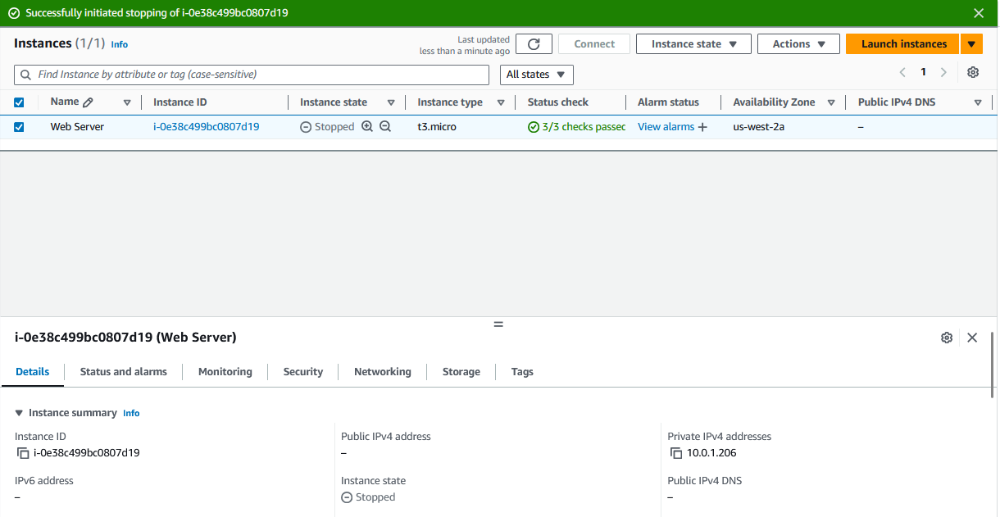 Successfully initiated stopping of i-0e38c499bc0807d19
Instances (1/1) Info
Last updated
less than a minute ago
Connect
Instance state
Actions
Launch instances
Find Instance by attribute or tag (case-sensitive)
All states
1
Name
Instance ID
Instance state
Instance type
Status check
Alarm status
Availability Zone
Public IPv4 DNS
Web Server
i-0e38c499bc0807d19
Stopped
t3.micro
3/3 checks passed
View alarms +
us-west-2a
–
i-0e38c499bc0807d19 (Web Server)
Details
Status and alarms
Monitoring
Security
Networking
Storage
Tags
Instance summary Info
Instance ID
i-0e38c499bc0807d19
Public IPv4 address
–
Private IPv4 addresses
10.0.1.206
IPv6 address
–
Instance state
Stopped
Public IPv4 DNS
–